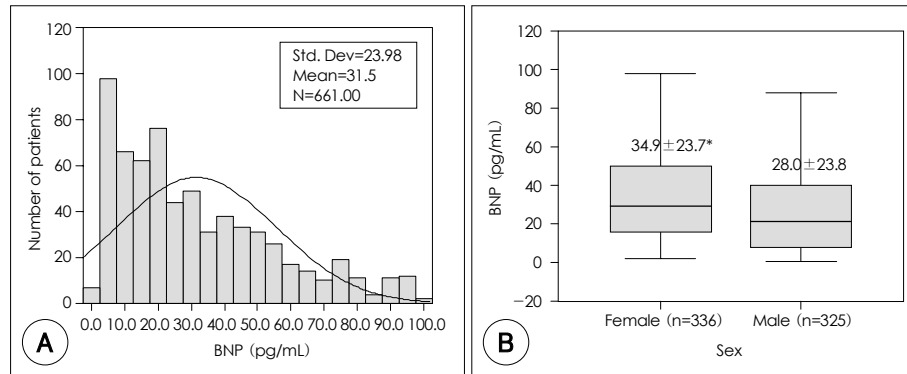 120
100
80
60
40
20
0
Number of patients
Std. Dev=23.98
Mean=31.5
N=661.00
0.0 10.0 20.0 30.0 40.0 50.0 60.0 70.0 80.0 90.0 100.0
BNP (pg/mL)
A
120
100
80
60
40
20
0
−20
BNP (pg/mL)
34.9±23.7*
28.0±23.8
Female (n=336) Male (n=325)
Sex
B